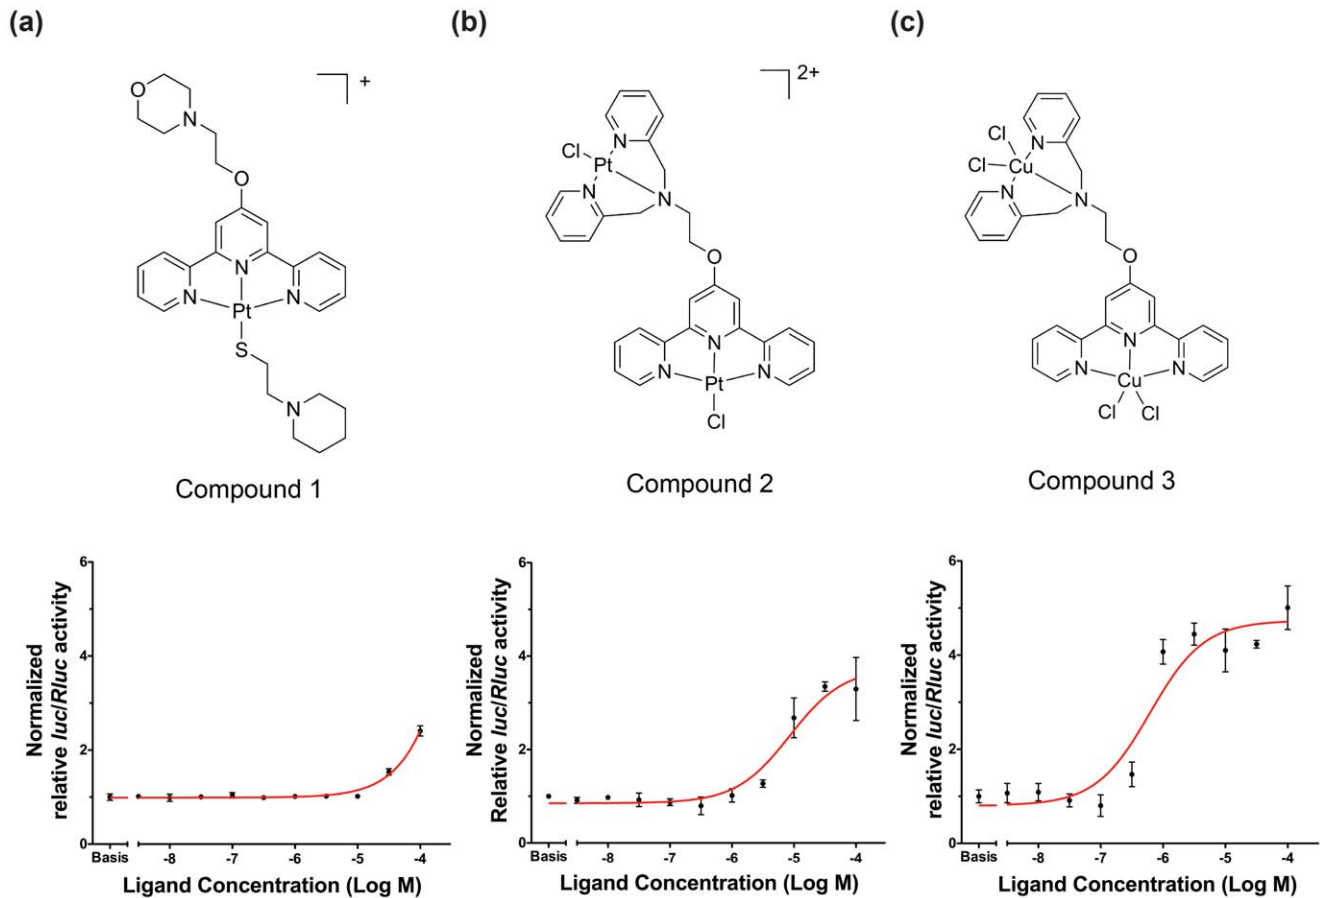 (a)
(b)
(c)
+
O
N
O
N
N
N
Pt
S
N
Compound 1
2+
N
Cl
Pt
N
N
O
N
N
N
Pt
Cl
Compound 2
Cl
N
Cl
Cu
N
N
O
N
N
N
Cu
Cl
Cl
Compound 3
Normalized
relative luc/Rluc activity
6
4
2
0
Basis
-8
-7
-6
-5
-4
Ligand Concentration (Log M)
Normalized
Relative luc/Rluc activity
6
4
2
0
Basis
-8
-7
-6
-5
-4
Ligand Concentration (Log M)
Normalized
relative luc/Rluc activity
6
4
2
0
Basis
-8
-7
-6
-5
-4
Ligand Concentration (Log M)